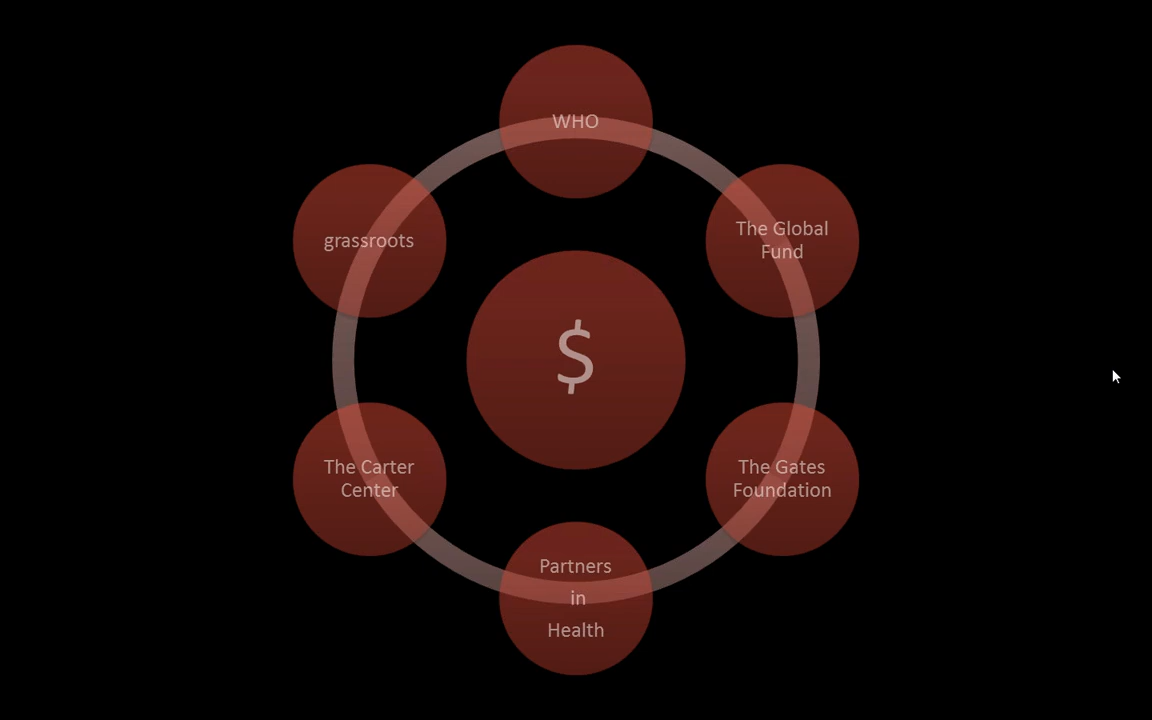 WHO
The Global
Fund
The Gates
Foundation
Partners
in
Health
The Carter
Center
grassroots
$